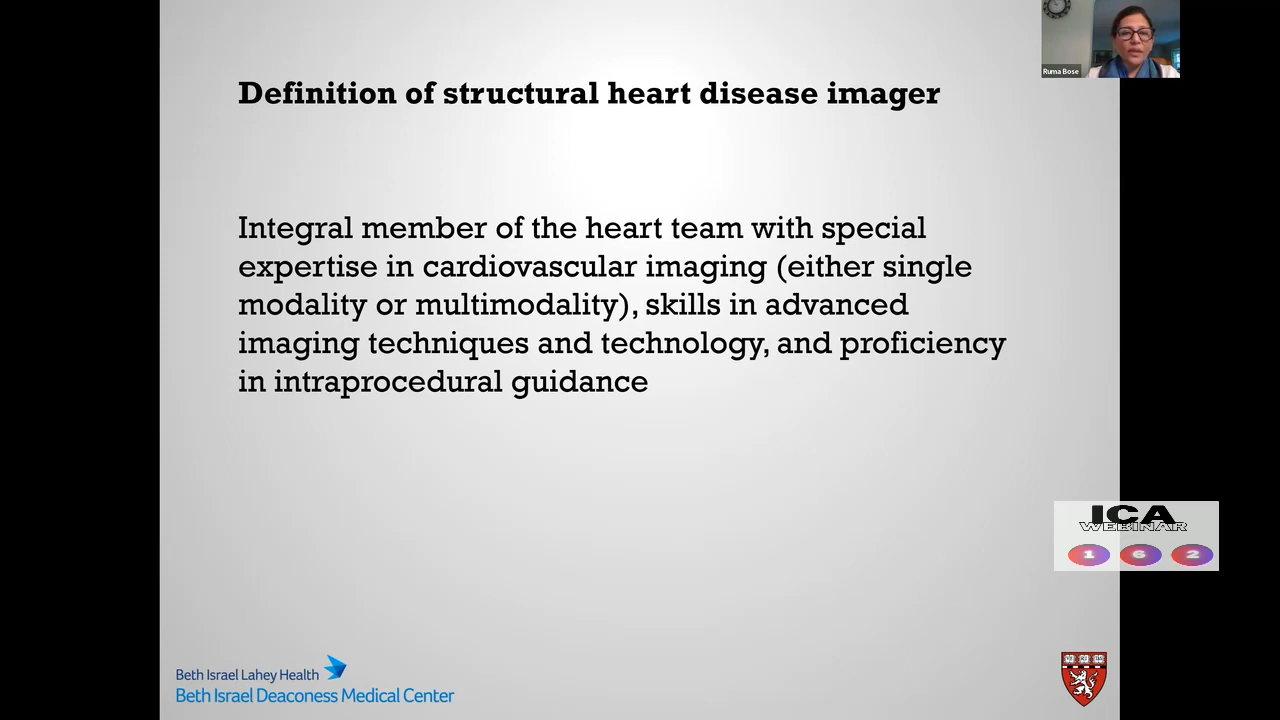 Ruma Bose
Definition of structural heart disease imager
Integral member of the heart team with special
expertise in cardiovascular imaging (either single
modality or multimodality), skills in advanced
imaging techniques and technology, and proficiency
in intraprocedural guidance
ICA
WEBINAR
1 6 2
Beth Israel Lahey Health
Beth Israel Deaconess Medical Center